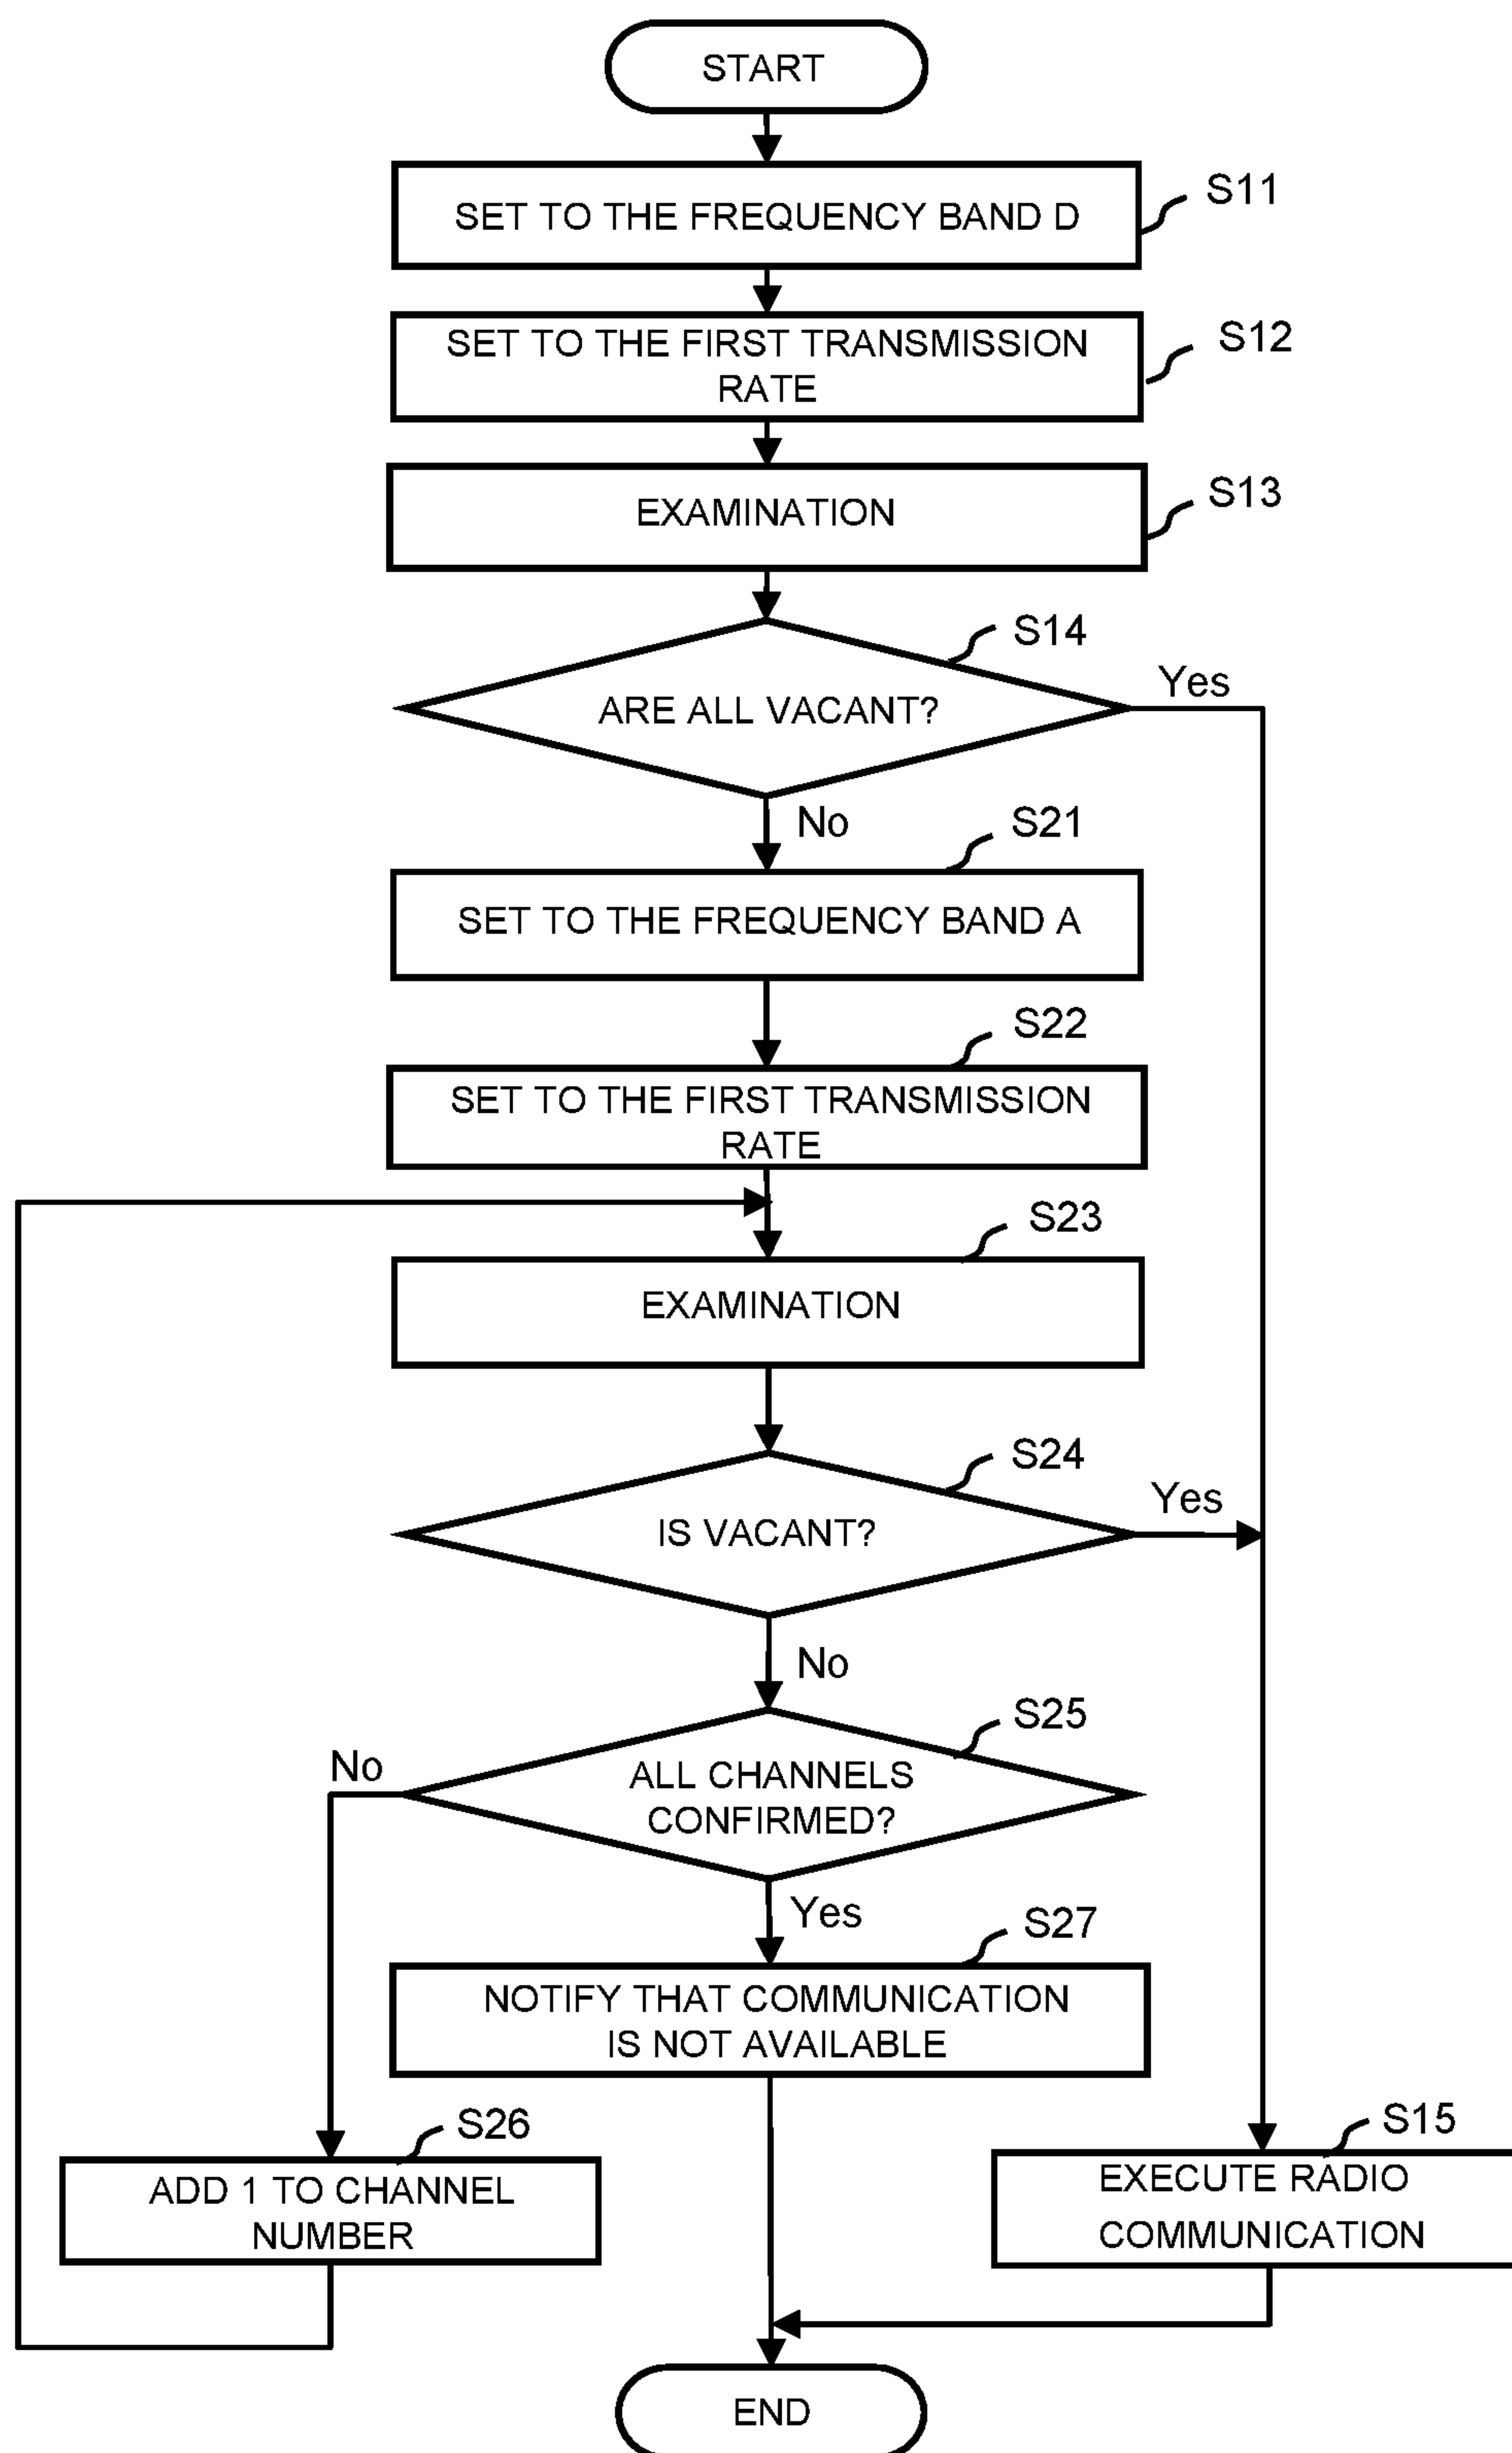 START
SET TO THE FREQUENCY BAND D
S11
SET TO THE FIRST TRANSMISSION
RATE
S12
EXAMINATION
S13
S14
ARE ALL VACANT?
Yes
No
S21
SET TO THE FREQUENCY BAND A
S22
SET TO THE FIRST TRANSMISSION
RATE
S23
EXAMINATION
S24
IS VACANT?
Yes
No
S25
ALL CHANNELS
CONFIRMED?
No
Yes
S27
NOTIFY THAT COMMUNICATION
IS NOT AVAILABLE
S26
ADD 1 TO CHANNEL
NUMBER
S15
EXECUTE RADIO
COMMUNICATION
END